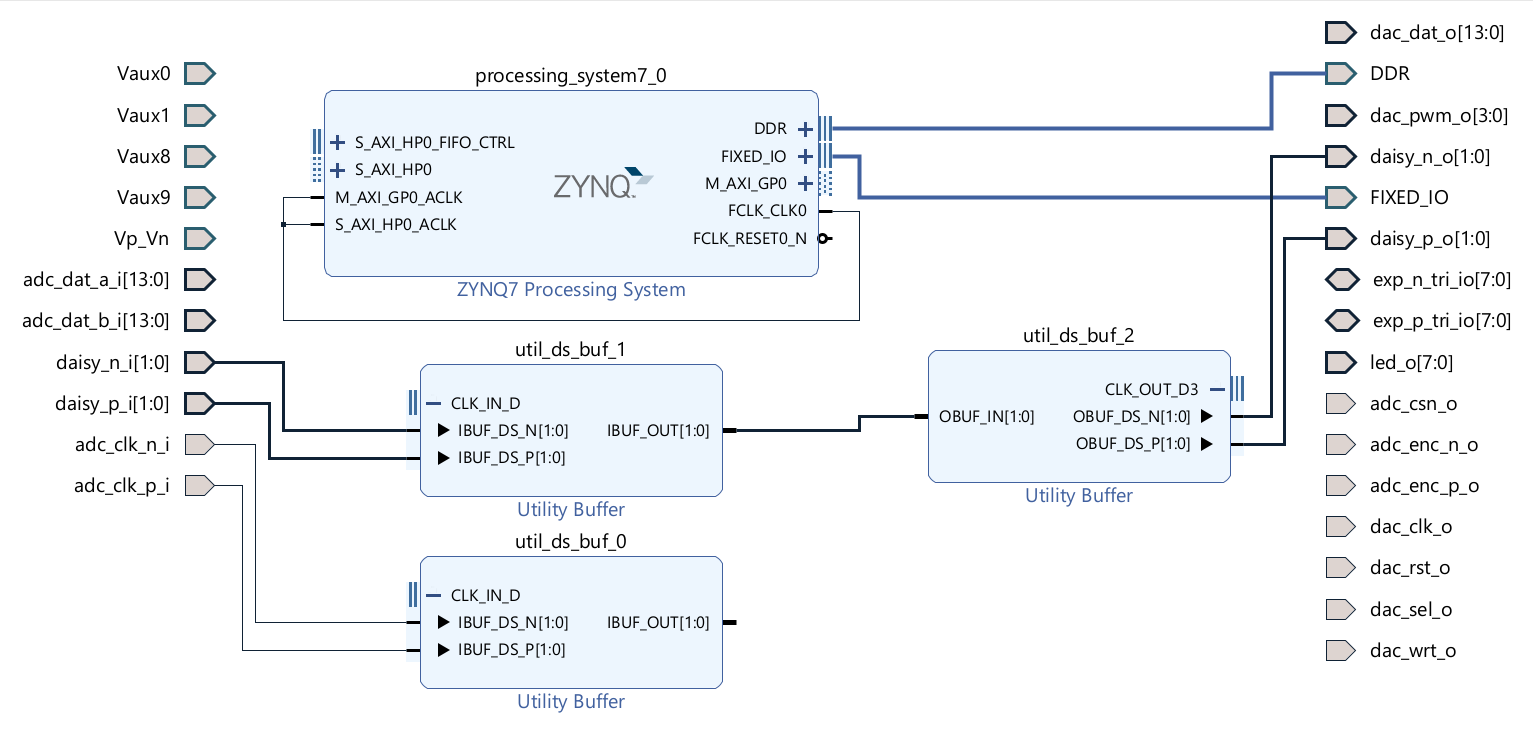 Vaux0
Vaux1
Vaux8
Vaux9
Vp_Vn
adc_dat_a_i[13:0]
adc_dat_b_i[13:0]
daisy_n_i[1:0]
daisy_p_i[1:0]
adc_clk_n_i
adc_clk_p_i
processing_system7_0
S_AXI_HP0_FIFO_CTRL
S_AXI_HP0
M_AXI_GP0_ACLK
S_AXI_HP0_ACLK
ZYNQ
DDR
FIXED_IO
M_AXI_GP0
FCLK_CLK0
FCLK_RESET0_N
ZYNQ7 Processing System
util_ds_buf_1
CLK_IN_D
IBUF_DS_N[1:0]
IBUF_DS_P[1:0]
IBUF_OUT[1:0]
Utility Buffer
util_ds_buf_0
CLK_IN_D
IBUF_DS_N[1:0]
IBUF_DS_P[1:0]
IBUF_OUT[1:0]
Utility Buffer
util_ds_buf_2
OBUF_IN[1:0]
CLK_OUT_D3
OBUF_DS_N[1:0]
OBUF_DS_P[1:0]
Utility Buffer
dac_dat_o[13:0]
DDR
dac_pwm_o[3:0]
daisy_n_o[1:0]
FIXED_IO
daisy_p_o[1:0]
exp_n_tri_io[7:0]
exp_p_tri_io[7:0]
led_o[7:0]
adc_csn_o
adc_enc_n_o
adc_enc_p_o
dac_clk_o
dac_rst_o
dac_sel_o
dac_wrt_o